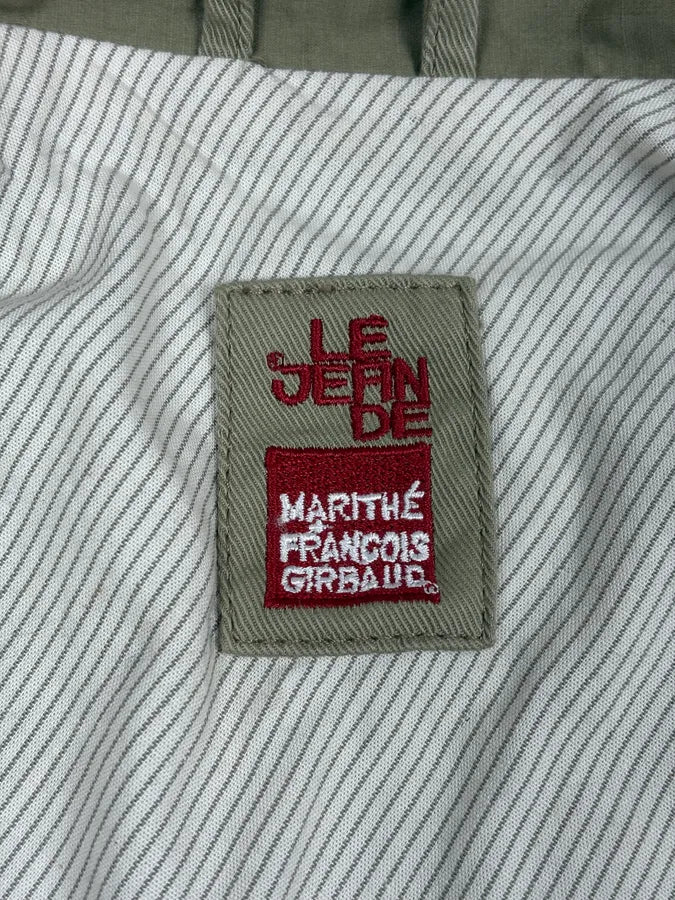 LE
®JEAN
DE
MARITHÉ
+
FRANÇOIS
GIRBAUD®